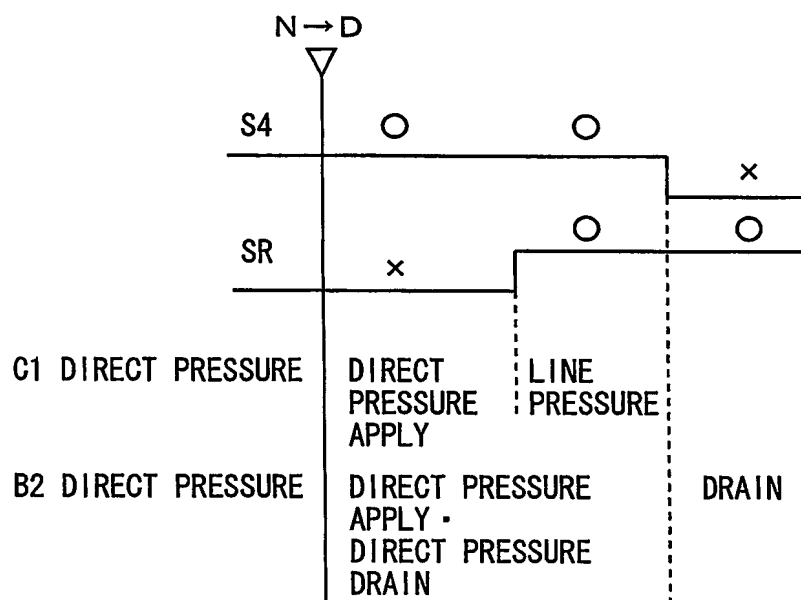 N→D
S4 ○ ○ ×
SR × ○ ○
C1 DIRECT PRESSURE
DIRECT
PRESSURE
APPLY
LINE
PRESSURE
B2 DIRECT PRESSURE
DIRECT PRESSURE
APPLY・
DIRECT PRESSURE
DRAIN
DRAIN